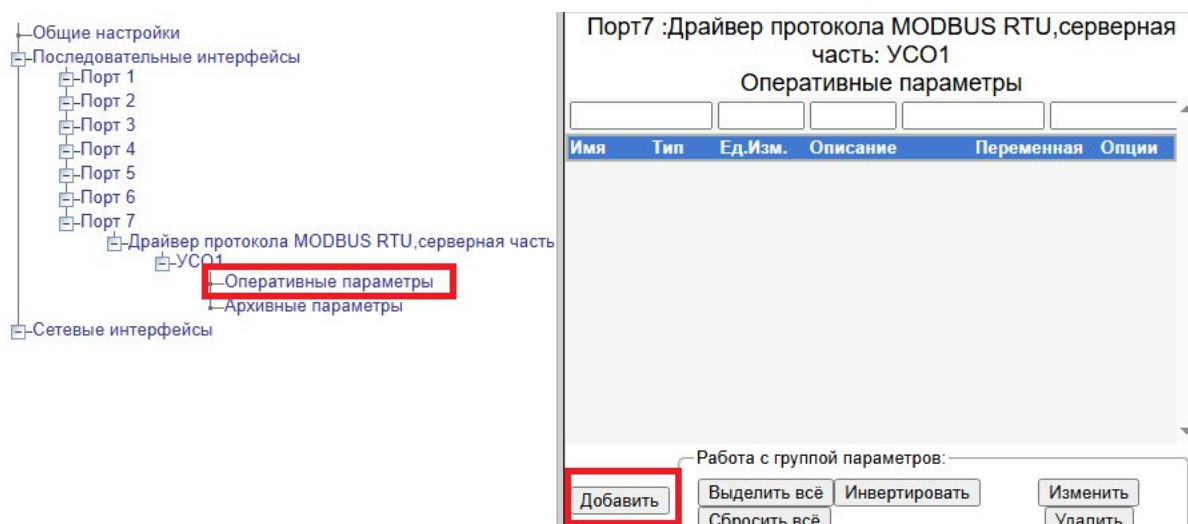 Общие настройки
Последовательные интерфейсы
Порт 1
Порт 2
Порт 3
Порт 4
Порт 5
Порт 6
Порт 7
Драйвер протокола MODBUS RTU,серверная часть
УСО1
Оперативные параметры
Архивные параметры
Сетевые интерфейсы
Порт7 :Драйвер протокола MODBUS RTU,серверная
часть: УСО1
Оперативные параметры
Имя Тип Ед.Изм. Описание Переменная Опции
Работа с группой параметров:
Добавить Выделить всё Инвертировать Изменить
Сбросить всё Удалить